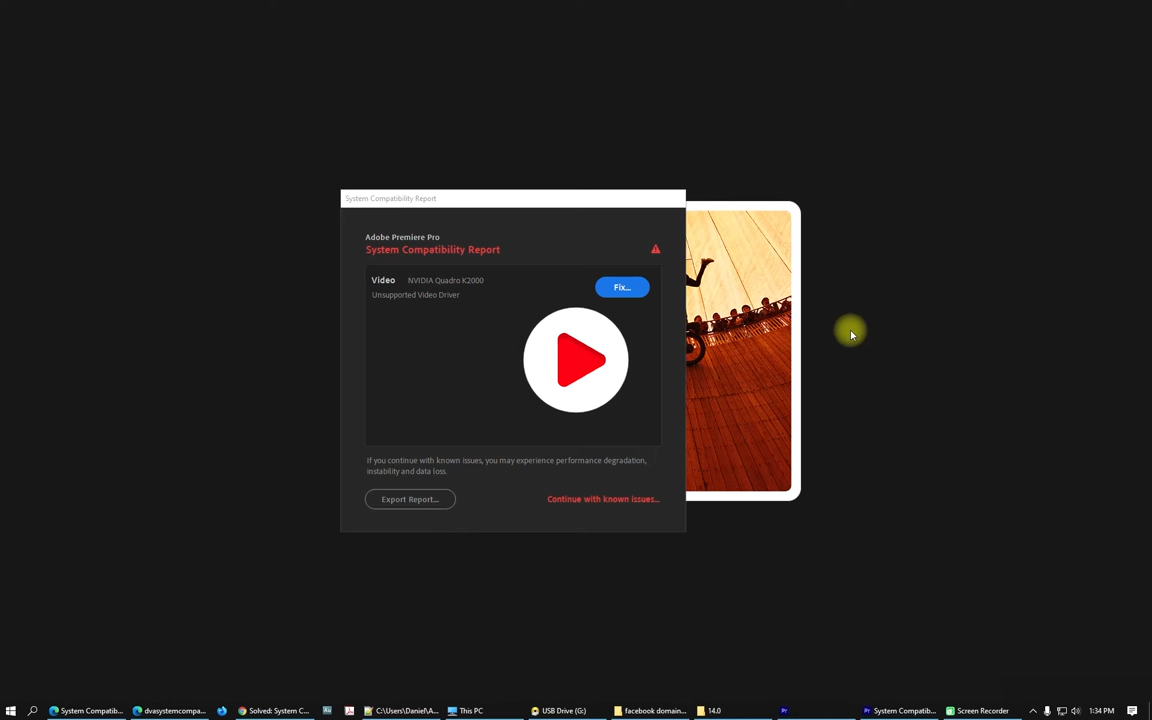 System Compatibility Report
Adobe Premiere Pro
System Compatibility Report
Video NVIDIA Quadro K2000
Unsupported Video Driver
Fix...
If you continue with known issues, you may experience performance degradation,
instability and data loss.
Export Report... Continue with known issues...
System Compatib... dvasystemcompa... Solved: System C... Au C:\Users\Daniel\A... This PC USB Drive (G:) facebook domain... 14.0 Pr Pr System Compatib... Screen Recorder 1:34 PM